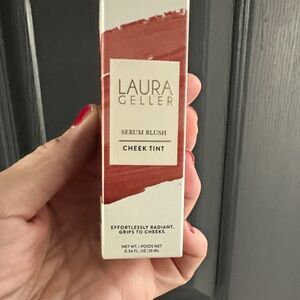 LAURA
GELLER
SERUM BLUSH
CHEEK TINT
EFFORTLESSLY RADIANT.
GRIPS TO CHEEKS.
NET WT. / POIDS NET
0.34 FL. OZ | 10 mL